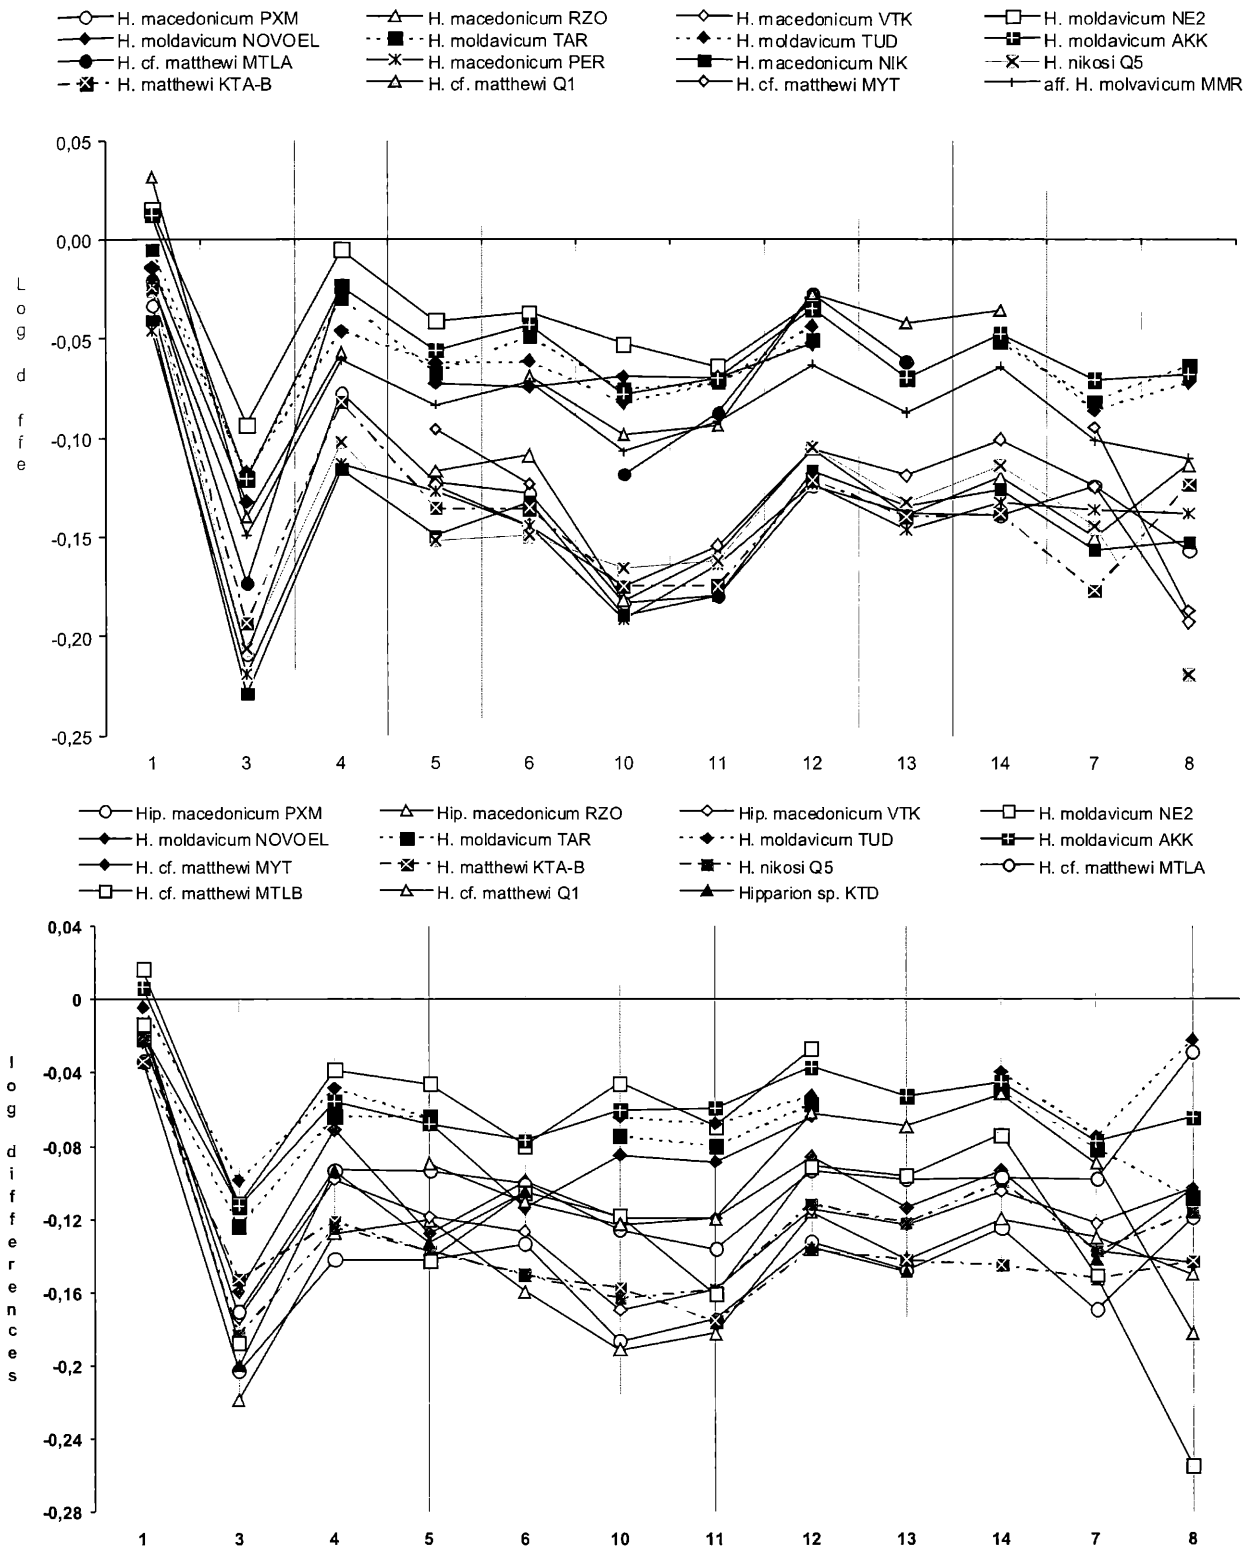 H. macedonicum PXM H. macedonicum RZO H. macedonicum VTK H. moldavicum NE2
H. moldavicum NOVOEL H. moldavicum TAR H. moldavicum TUD H. moldavicum AKK
H. cf. matthewi MTLA H. macedonicum PER H. macedonicum NIK H. nikosi Q5
H. matthewi KTA-B H. cf. matthewi Q1 H. cf. matthewi MYT aff. H. molvavicum MMR
0,05
0,00
-0,05
-0,10
-0,15
-0,20
-0,25
Log d ffe
1 3 4 5 6 10 11 12 13 14 7 8
Hip. macedonicum PXM Hip. macedonicum RZO Hip. macedonicum VTK H. moldavicum NE2
H. moldavicum NOVOEL H. moldavicum TAR H. moldavicum TUD H. moldavicum AKK
H. cf. matthewi MYT H. matthewi KTA-B H. nikosi Q5 H. cf. matthewi MTLA
H. cf. matthewi MTLB H. cf. matthewi Q1 Hipparion sp. KTD
0,04
0
-0,04
-0,08
-0,12
-0,16
-0,2
-0,24
-0,28
log differences
1 3 4 5 6 10 11 12 13 14 7 8